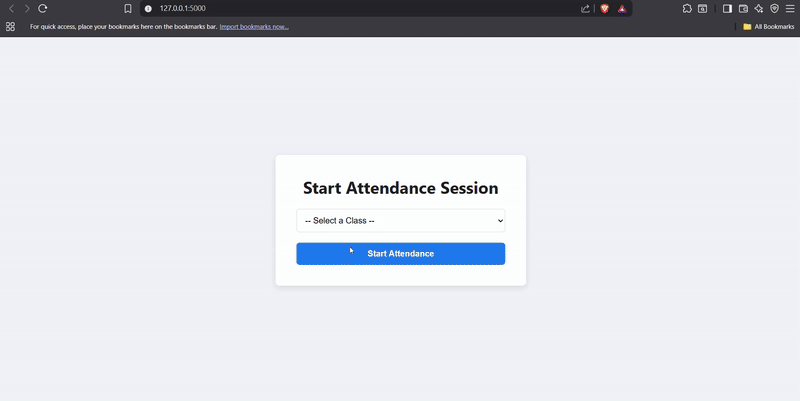 127.0.0.1:5000
For quick access, place your bookmarks here on the bookmarks bar. Import bookmarks now...
All Bookmarks
Start Attendance Session
-- Select a Class --
Start Attendance